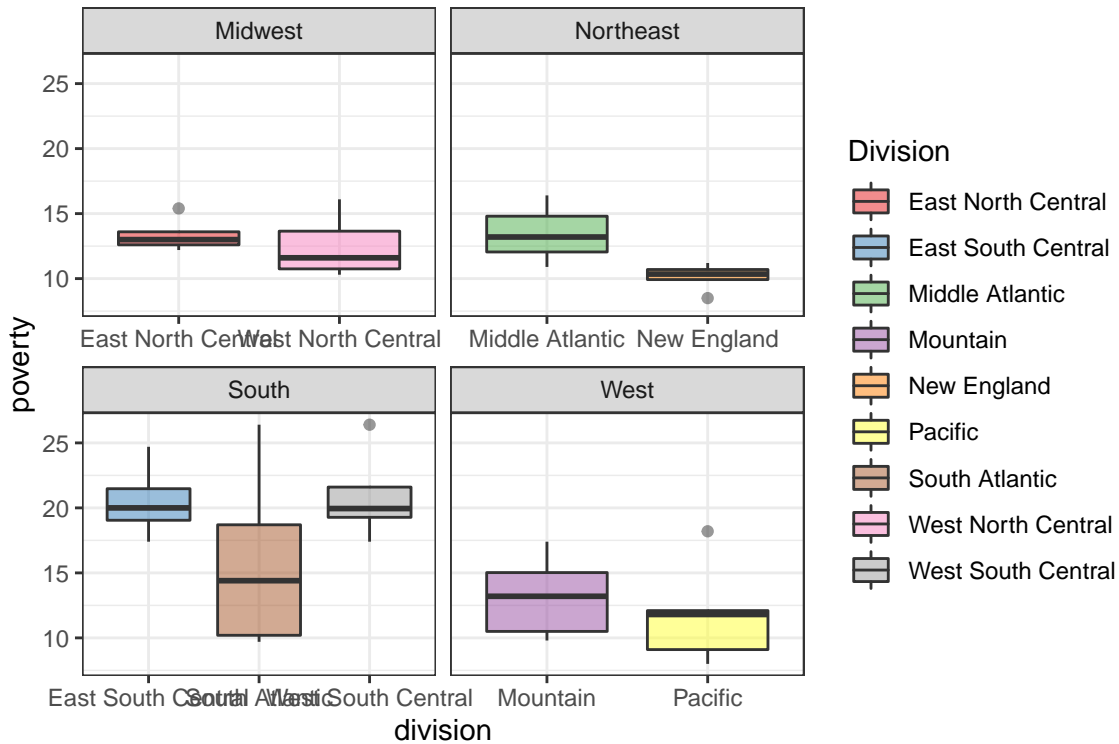 Midwest
Northeast
25
20
15
10
East North Central
West North Central
Middle Atlantic
New England
poverty
South
West
25
20
15
10
East South Central
South Atlantic
West South Central
Mountain
Pacific
division
Division
East North Central
East South Central
Middle Atlantic
Mountain
New England
Pacific
South Atlantic
West North Central
West South Central